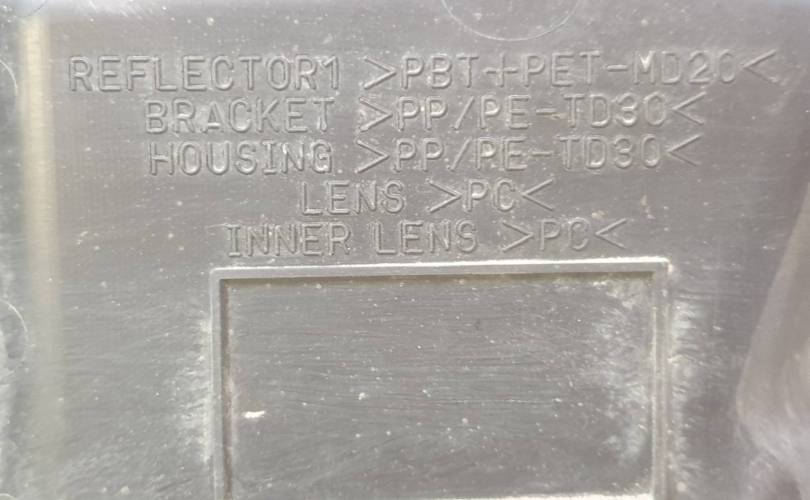 REFLECTOR1 >PBT+PET-MD20<
BRACKET >PP/PE-TD30<
HOUSING >PP/PE-TD30<
LENS >PC<
INNER LENS >PC<